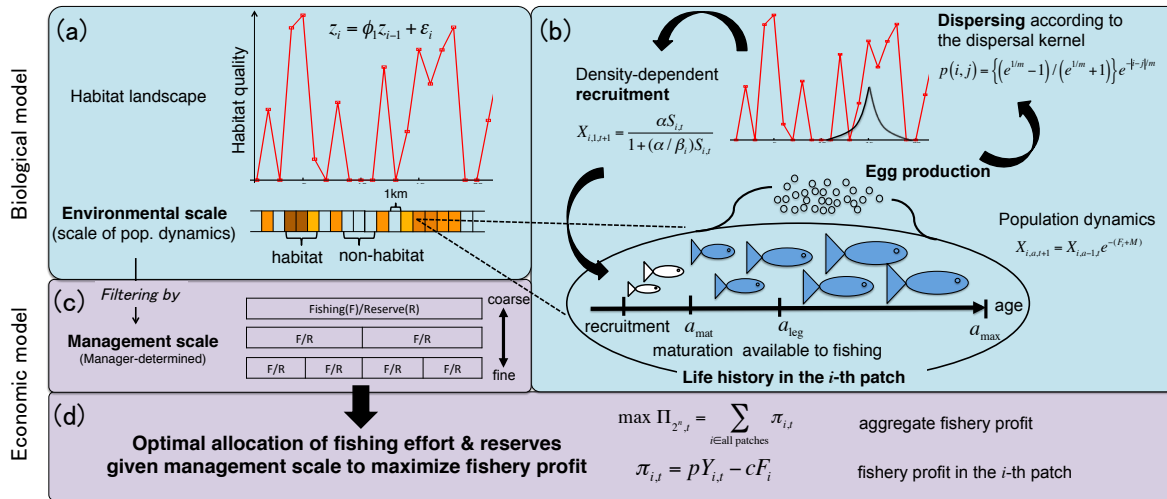 Biological model
Economic model
(a)
z_i = ϕ_1 z_{i−1} + ε_i
Habitat quality
Habitat landscape
1km
Environmental scale
(scale of pop. dynamics)
habitat
non-habitat
(b)
Dispersing according to
the dispersal kernel
p(i, j) = {(e^{1/m} −1) / (e^{1/m} +1)} e^{−|i−j|/m}
Density-dependent
recruitment
X_{i,1,t+1} = αS_{i,t} / (1+(α / β_i)S_{i,t})
Egg production
Population dynamics
X_{i,a,t+1} = X_{i,a−1,t} e^{−(F_i+M)}
recruitment
a_mat
a_leg
a_max
age
maturation
available to fishing
Life history in the i-th patch
(c)
Filtering by
Management scale
(Manager-determined)
coarse
Fishing(F)/Reserve(R)
F/R F/R
F/R F/R F/R F/R
fine
(d)
Optimal allocation of fishing effort & reserves
given management scale to maximize fishery profit
max Π_{2^n,t} = ∑_{i∈all patches} π_{i,t}
aggregate fishery profit
π_{i,t} = pY_{i,t} − cF_i
fishery profit in the i-th patch